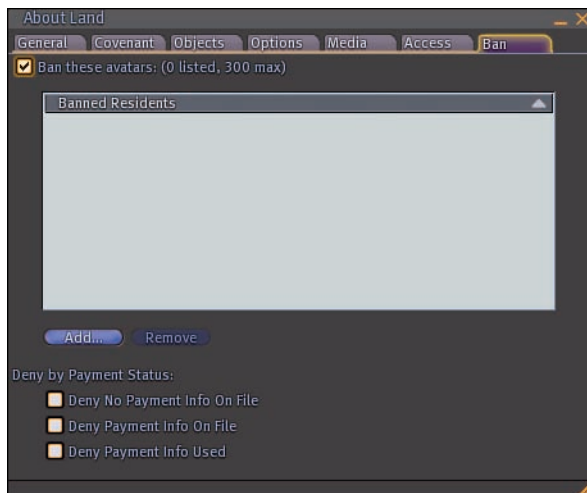 About Land
General Covenant Objects Options Media Access Ban
Ban these avatars: (0 listed, 300 max)
Banned Residents
Add... Remove
Deny by Payment Status:
Deny No Payment Info On File
Deny Payment Info On File
Deny Payment Info Used